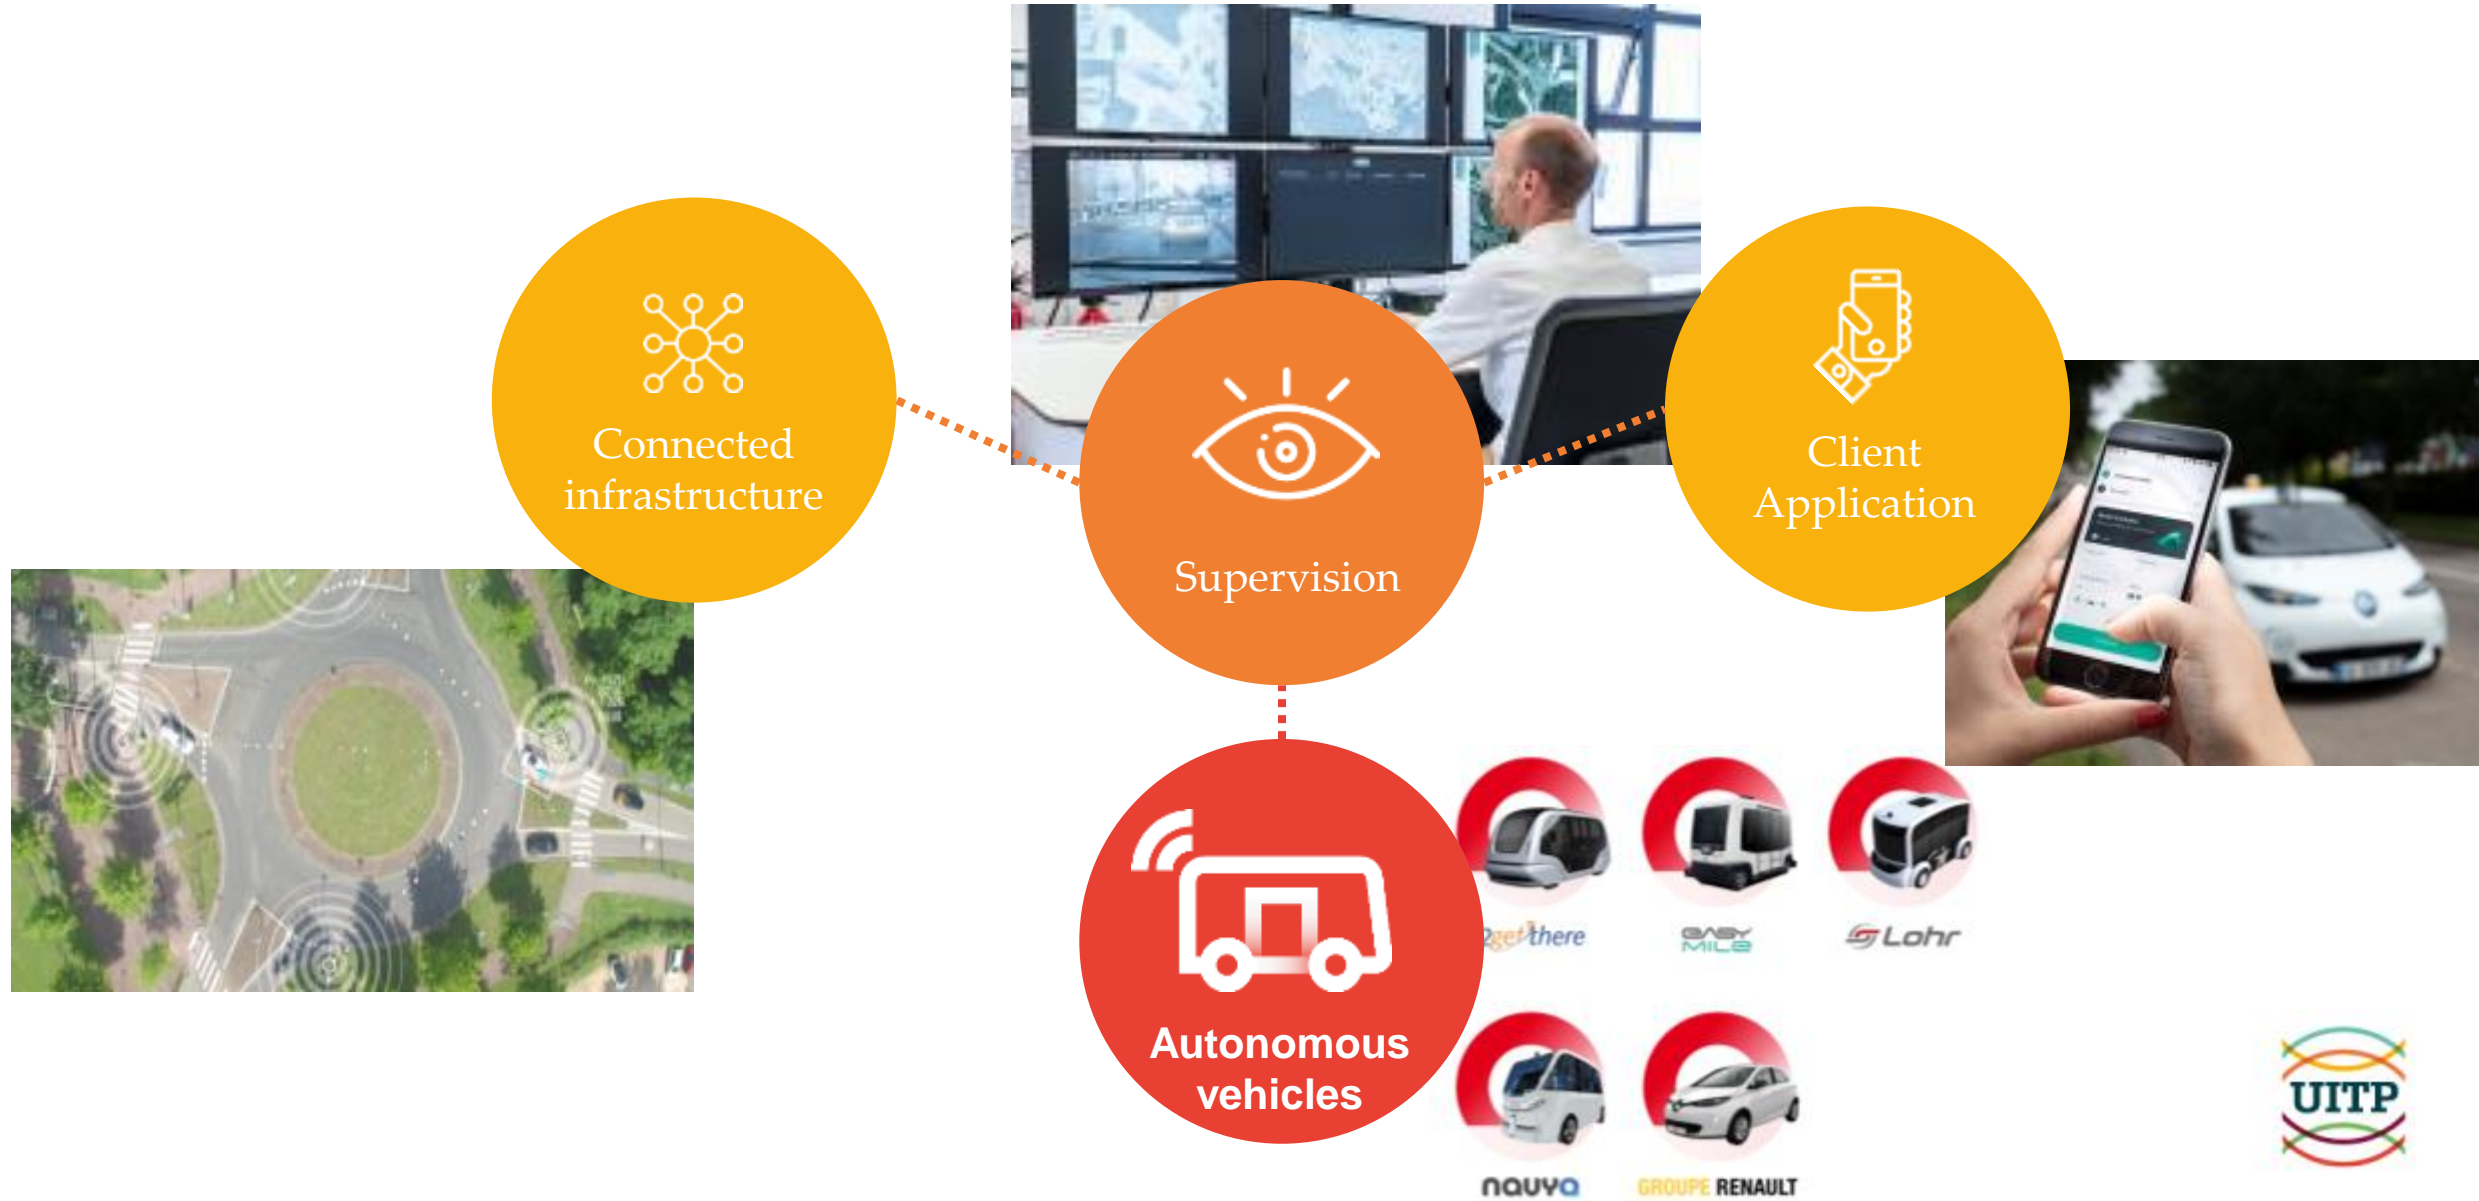 Connected
infrastructure
Supervision
Client
Application
Autonomous
vehicles
2getthere
EASY
MILE
Lohr
navya
GROUPE RENAULT
UITP